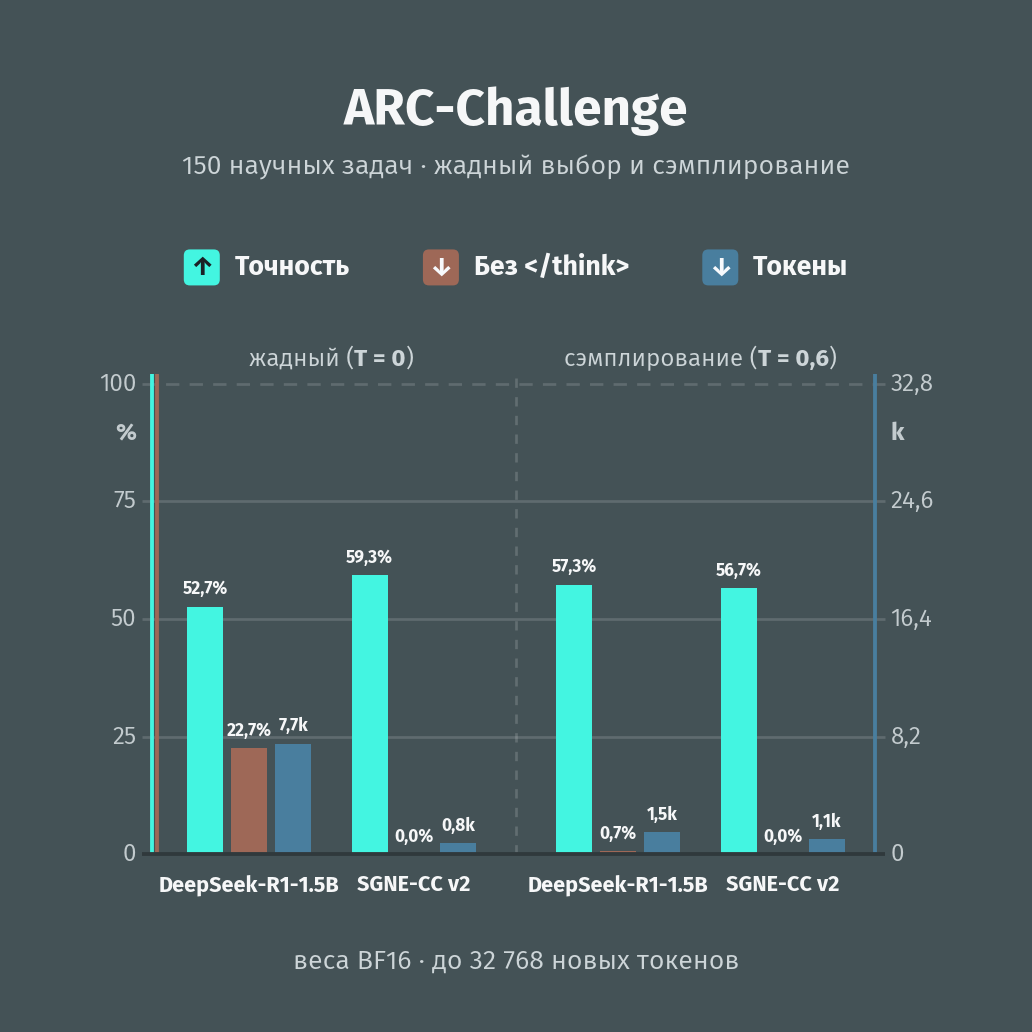 ARC-Challenge
150 научных задач · жадный выбор и сэмплирование
↑ Точность ↓ Без </think> ↓ Токены
жадный (T = 0) сэмплирование (T = 0,6)
100 32,8
% k
75 24,6
59,3% 57,3% 56,7%
52,7%
50 16,4
22,7% 7,7k
25 8,2
0,0% 0,8k 0,7% 1,5k 0,0% 1,1k
0 0
DeepSeek-R1-1.5B SGNE-CC v2 DeepSeek-R1-1.5B SGNE-CC v2
веса BF16 · до 32 768 новых токенов